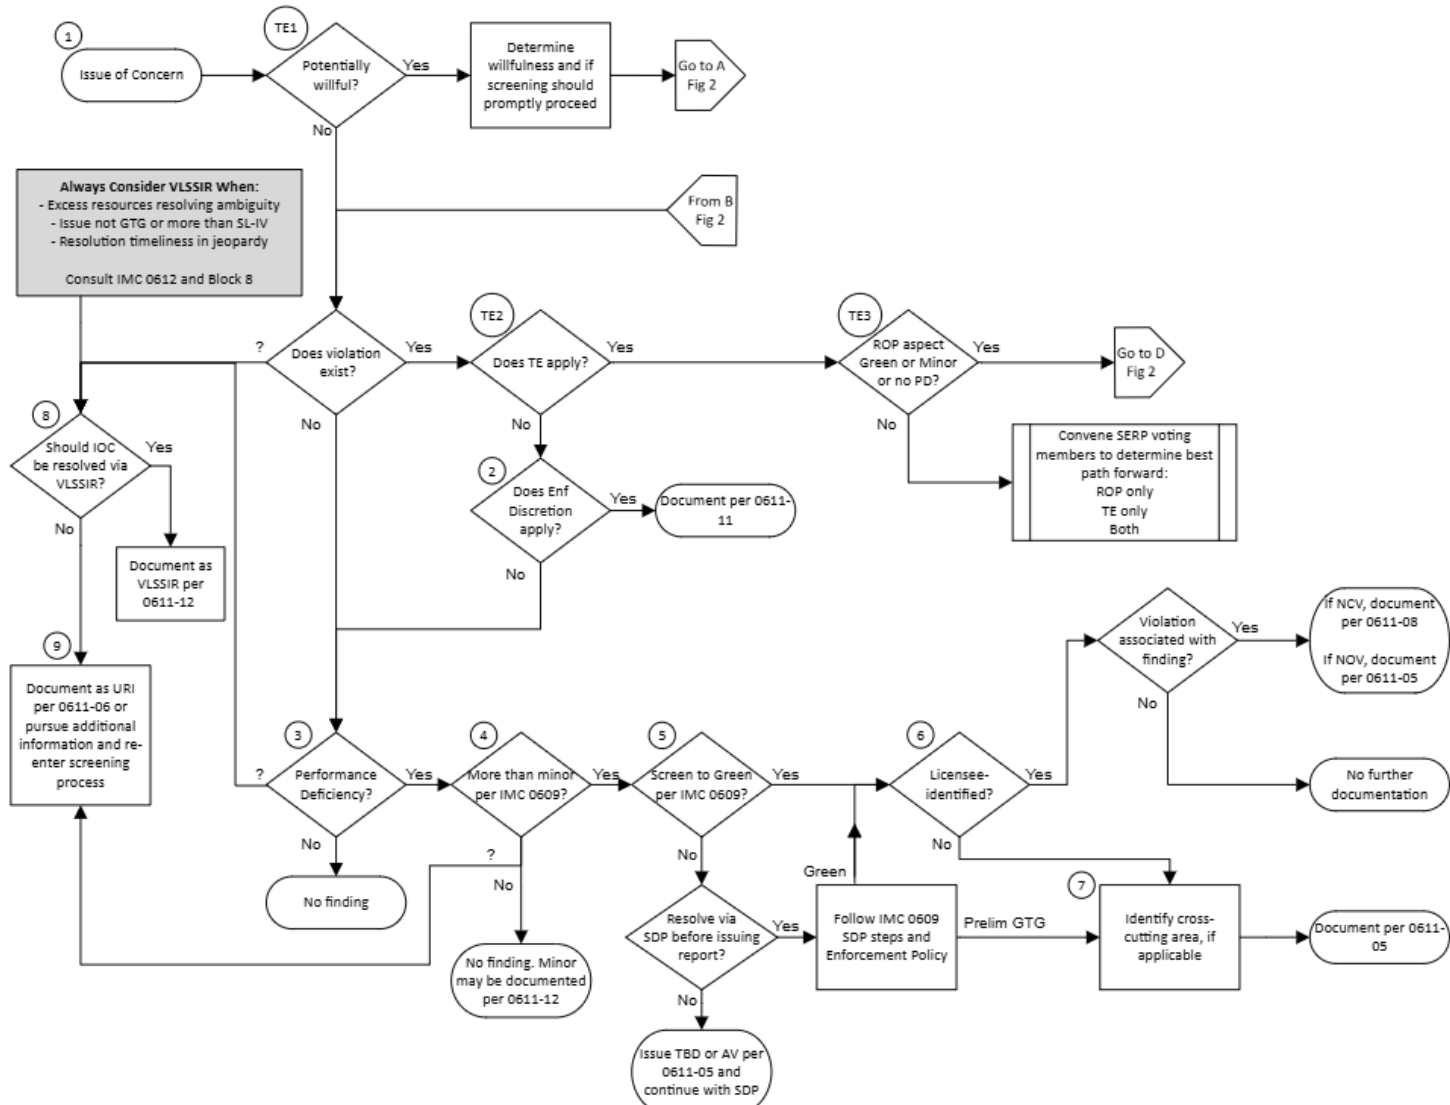 1
Issue of Concern
TE1
Potentially
willful?
Yes
No
Determine
willfulness and if
screening should
promptly proceed
Go to A
Fig 2
Always Consider VLSSIR When:
- Excess resources resolving ambiguity
- Issue not GTG or more than SL-IV
- Resolution timeliness in jeopardy
Consult IMC 0612 and Block 8
From B
Fig 2
?
Does violation
exist?
Yes
No
TE2
Does TE apply?
Yes
No
TE3
ROP aspect
Green or Minor
or no PD?
Yes
No
Go to D
Fig 2
8
Should IOC
be resolved via
VLSSIR?
Yes
No
Document as
VLSSIR per
0611-12
2
Does Enf
Discretion
apply?
Yes
No
Document per 0611-
11
Convene SERP voting
members to determine best
path forward:
ROP only
TE only
Both
9
Document as URI
per 0611-06 or
pursue additional
information and re-
enter screening
process
3
?
Performance
Deficiency?
Yes
No
No finding
4
More than minor
per IMC 0609?
Yes
?
No
No finding. Minor
may be documented
per 0611-12
5
Screen to Green
per IMC 0609?
Yes
No
Resolve via
SDP before issuing
report?
Yes
No
Issue TBD or AV per
0611-05 and
continue with SDP
Green
Follow IMC 0609
SDP steps and
Enforcement Policy
Prelim GTG
6
Licensee-
identified?
Yes
No
Violation
associated with
finding?
Yes
No
If NCV, document
per 0611-08
If NOV, document
per 0611-05
No further
documentation
7
Identify cross-
cutting area, if
applicable
Document per 0611-
05